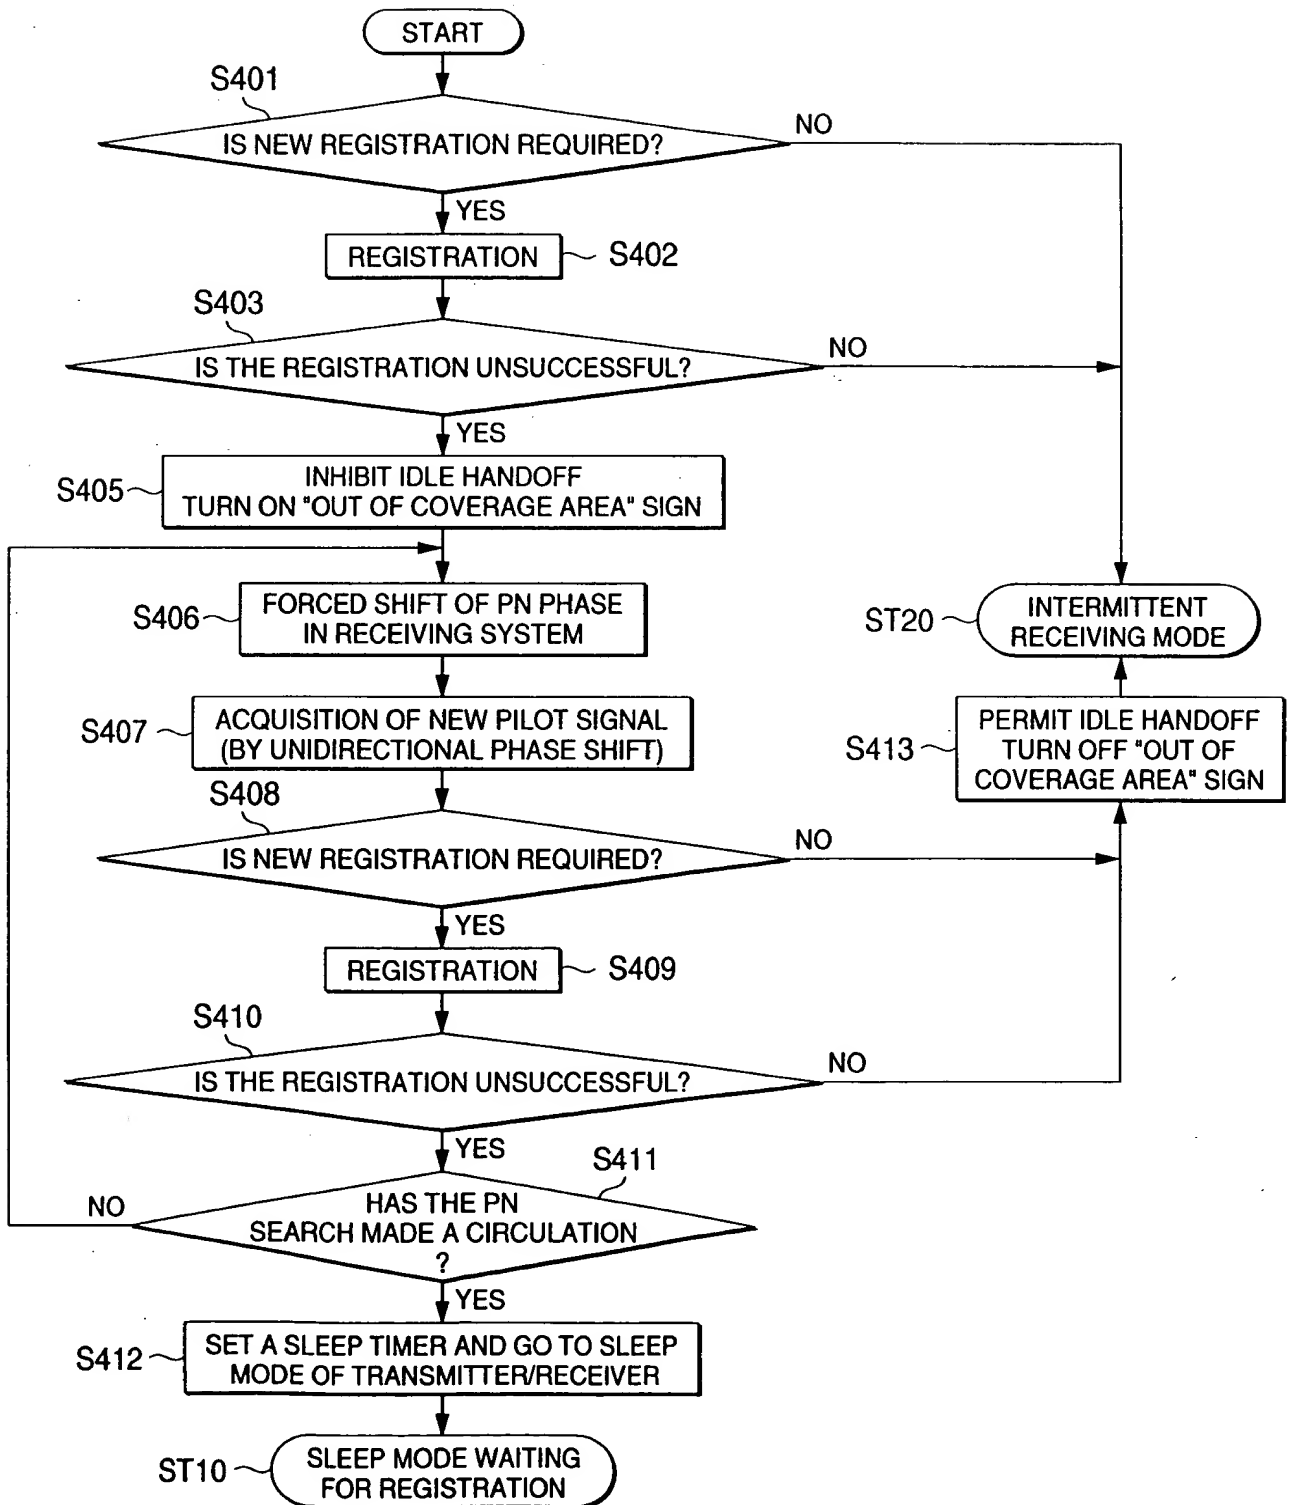 START
S401
IS NEW REGISTRATION REQUIRED?
NO
YES
REGISTRATION
S402
S403
IS THE REGISTRATION UNSUCCESSFUL?
NO
YES
S405
INHIBIT IDLE HANDOFF
TURN ON "OUT OF COVERAGE AREA" SIGN
S406
FORCED SHIFT OF PN PHASE
IN RECEIVING SYSTEM
ST20
INTERMITTENT
RECEIVING MODE
S407
ACQUISITION OF NEW PILOT SIGNAL
(BY UNIDIRECTIONAL PHASE SHIFT)
S413
PERMIT IDLE HANDOFF
TURN OFF "OUT OF
COVERAGE AREA" SIGN
S408
IS NEW REGISTRATION REQUIRED?
NO
YES
REGISTRATION
S409
S410
IS THE REGISTRATION UNSUCCESSFUL?
NO
YES
S411
HAS THE PN
SEARCH MADE A CIRCULATION
?
NO
YES
S412
SET A SLEEP TIMER AND GO TO SLEEP
MODE OF TRANSMITTER/RECEIVER
ST10
SLEEP MODE WAITING
FOR REGISTRATION